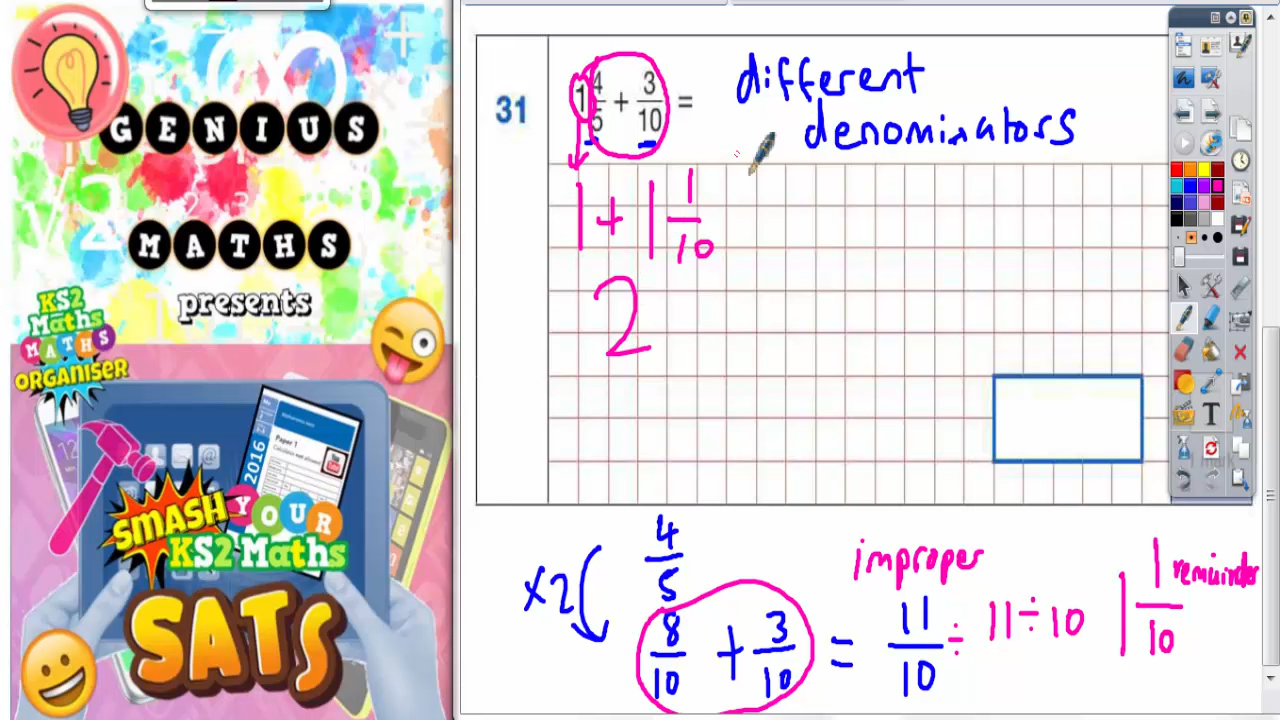 GENIUS
MATHS
presents
KS2
Maths
MATHS
ORGANISER
2016
Paper 1
SMASH YOUR
KS2 Maths
SATS
31
1 4/5 + 3/10 =
different
denominators
1 + 1 1/10
2
×2
4/5
8/10 + 3/10 = 11/10 ÷ 11÷10 1 1/10
improper
remainder
T